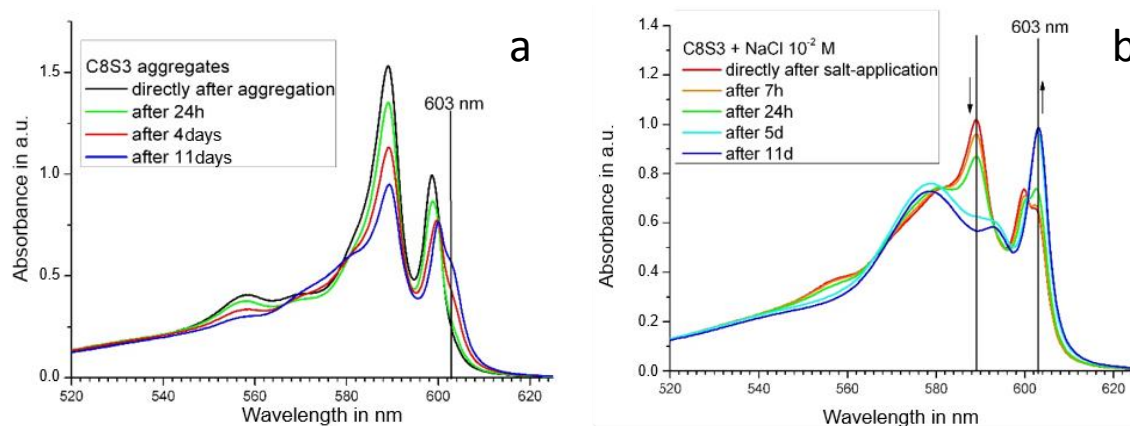 a
C8S3 aggregates
directly after aggregation
after 24h
after 4days
after 11days
603 nm
1.5
1.0
0.5
0.0
520 540 560 580 600 620
Absorbance in a.u.
Wavelength in nm
b
C8S3 + NaCl 10⁻² M
directly after salt-application
after 7h
after 24h
after 5d
after 11d
603 nm
1.4
1.2
1.0
0.8
0.6
0.4
0.2
0.0
520 540 560 580 600 620
Absorbance in a.u.
Wavelength in nm